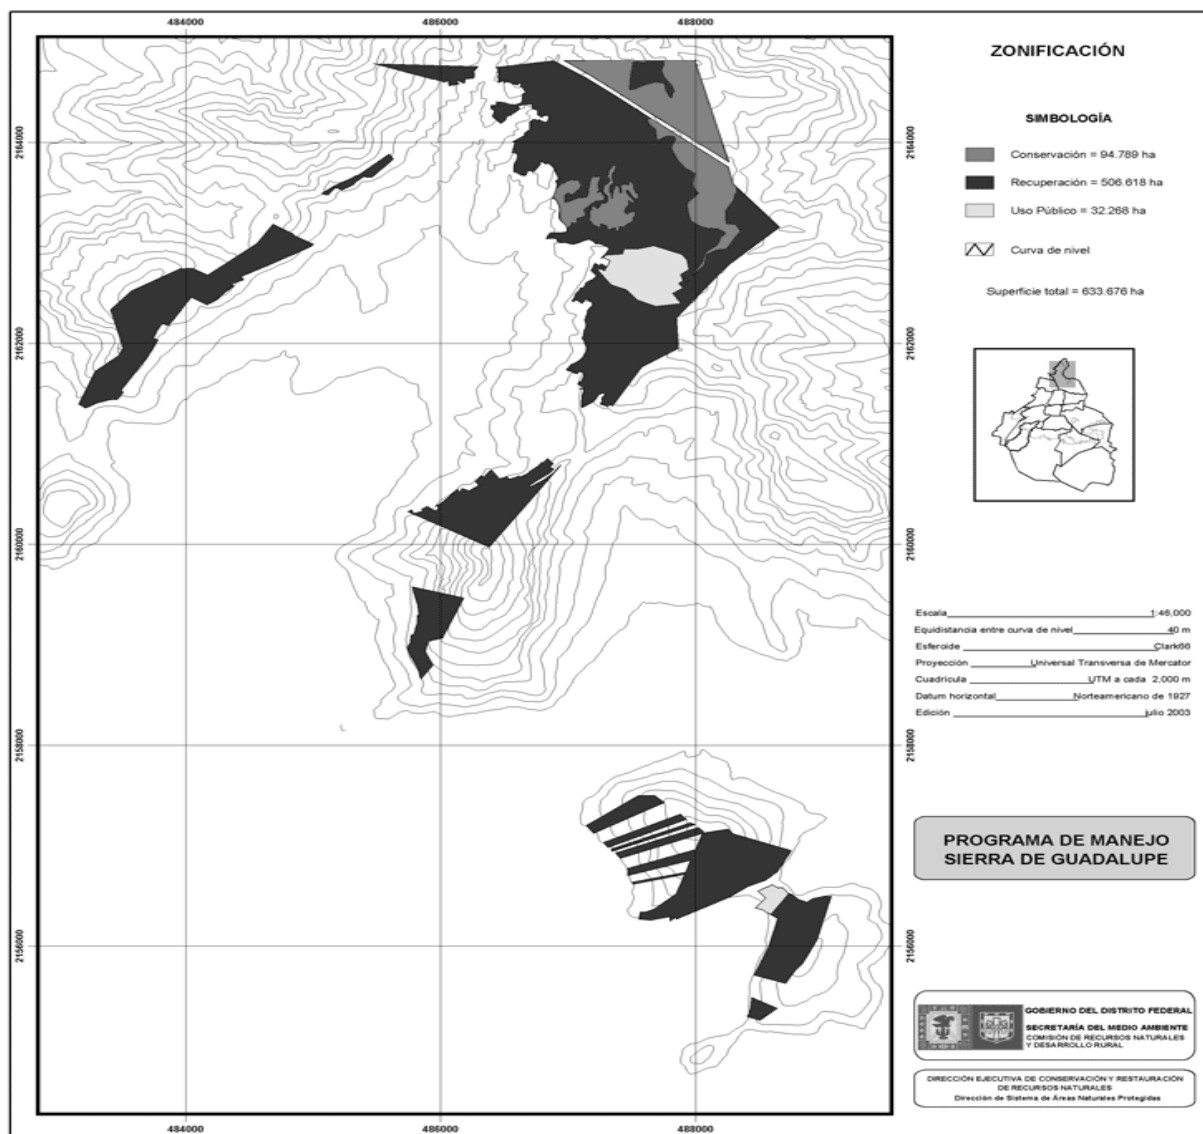 484000
486000
488000
2164000
2162000
2160000
2158000
2156000
2164000
2162000
2160000
2158000
2156000
484000
486000
488000
ZONIFICACIÓN
SIMBOLOGÍA
Conservación = 94.789 ha
Recuperación = 506.618 ha
Uso Público = 32.268 ha
Curva de nivel
Superficie total = 633.676 ha
Escala 1:46,000
Equidistancia entre curva de nivel 40 m
Esferoide Clark66
Proyección Universal Transversa de Mercator
Cuadrícula UTM a cada 2,000 m
Datum horizontal Norteamericano de 1927
Edición julio 2003
PROGRAMA DE MANEJO
SIERRA DE GUADALUPE
GOBIERNO DEL DISTRITO FEDERAL
SECRETARÍA DEL MEDIO AMBIENTE
COMISIÓN DE RECURSOS NATURALES
Y DESARROLLO RURAL
DIRECCIÓN EJECUTIVA DE CONSERVACIÓN Y RESTAURACIÓN
DE RECURSOS NATURALES
Dirección de Sistema de Áreas Naturales Protegidas